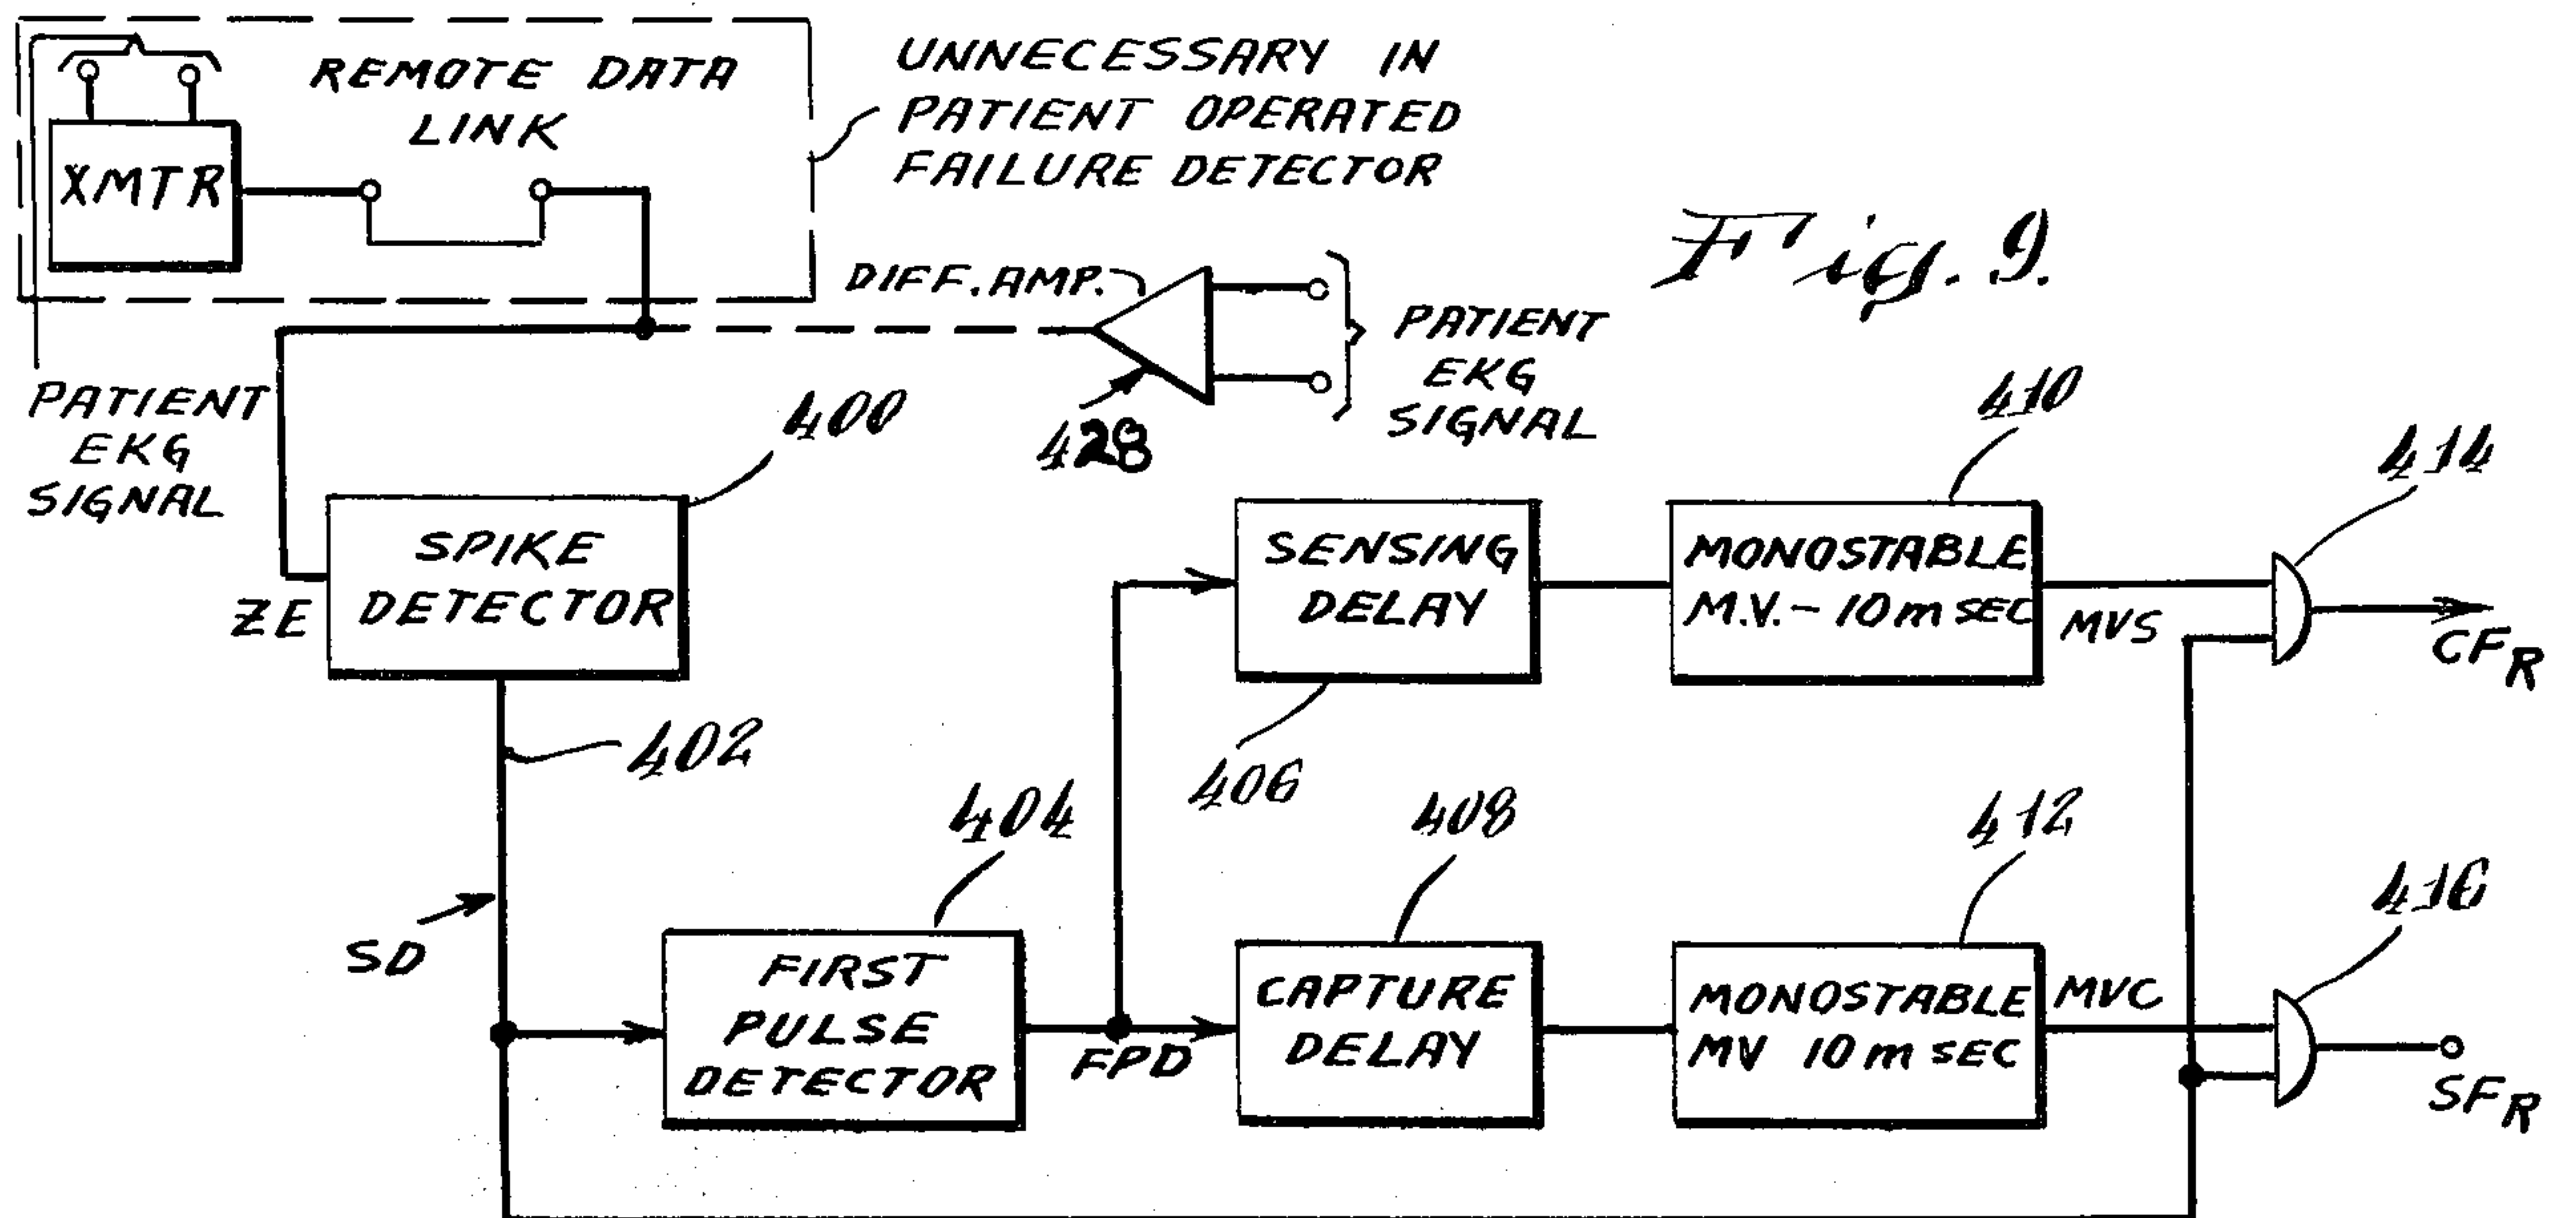 REMOTE DATA
LINK
XMTR
UNNECESSARY IN
PATIENT OPERATED
FAILURE DETECTOR
Fig. 9.
DIFF. AMP.
PATIENT
EKG
SIGNAL
428
PATIENT
EKG
SIGNAL
400
SPIKE
DETECTOR
ZE
402
SD
404
FIRST
PULSE
DETECTOR
FPD
SENSING
DELAY
406
408
CAPTURE
DELAY
410
MONOSTABLE
M.V. - 10 m SEC
MVS
412
MONOSTABLE
MV 10 m SEC
MVC
414
CFR
416
SFR